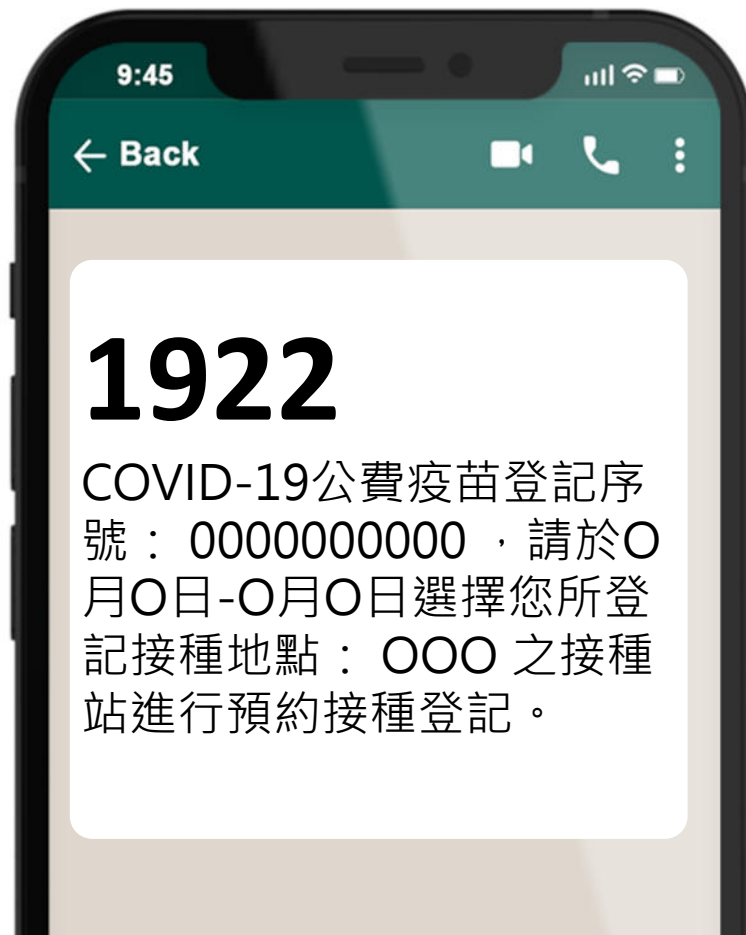 9:45
← Back
1922
COVID-19公費疫苗登記序
號： 0000000000 ，請於O
月O日-O月O日選擇您所登
記接種地點： OOO 之接種
站進行預約接種登記。